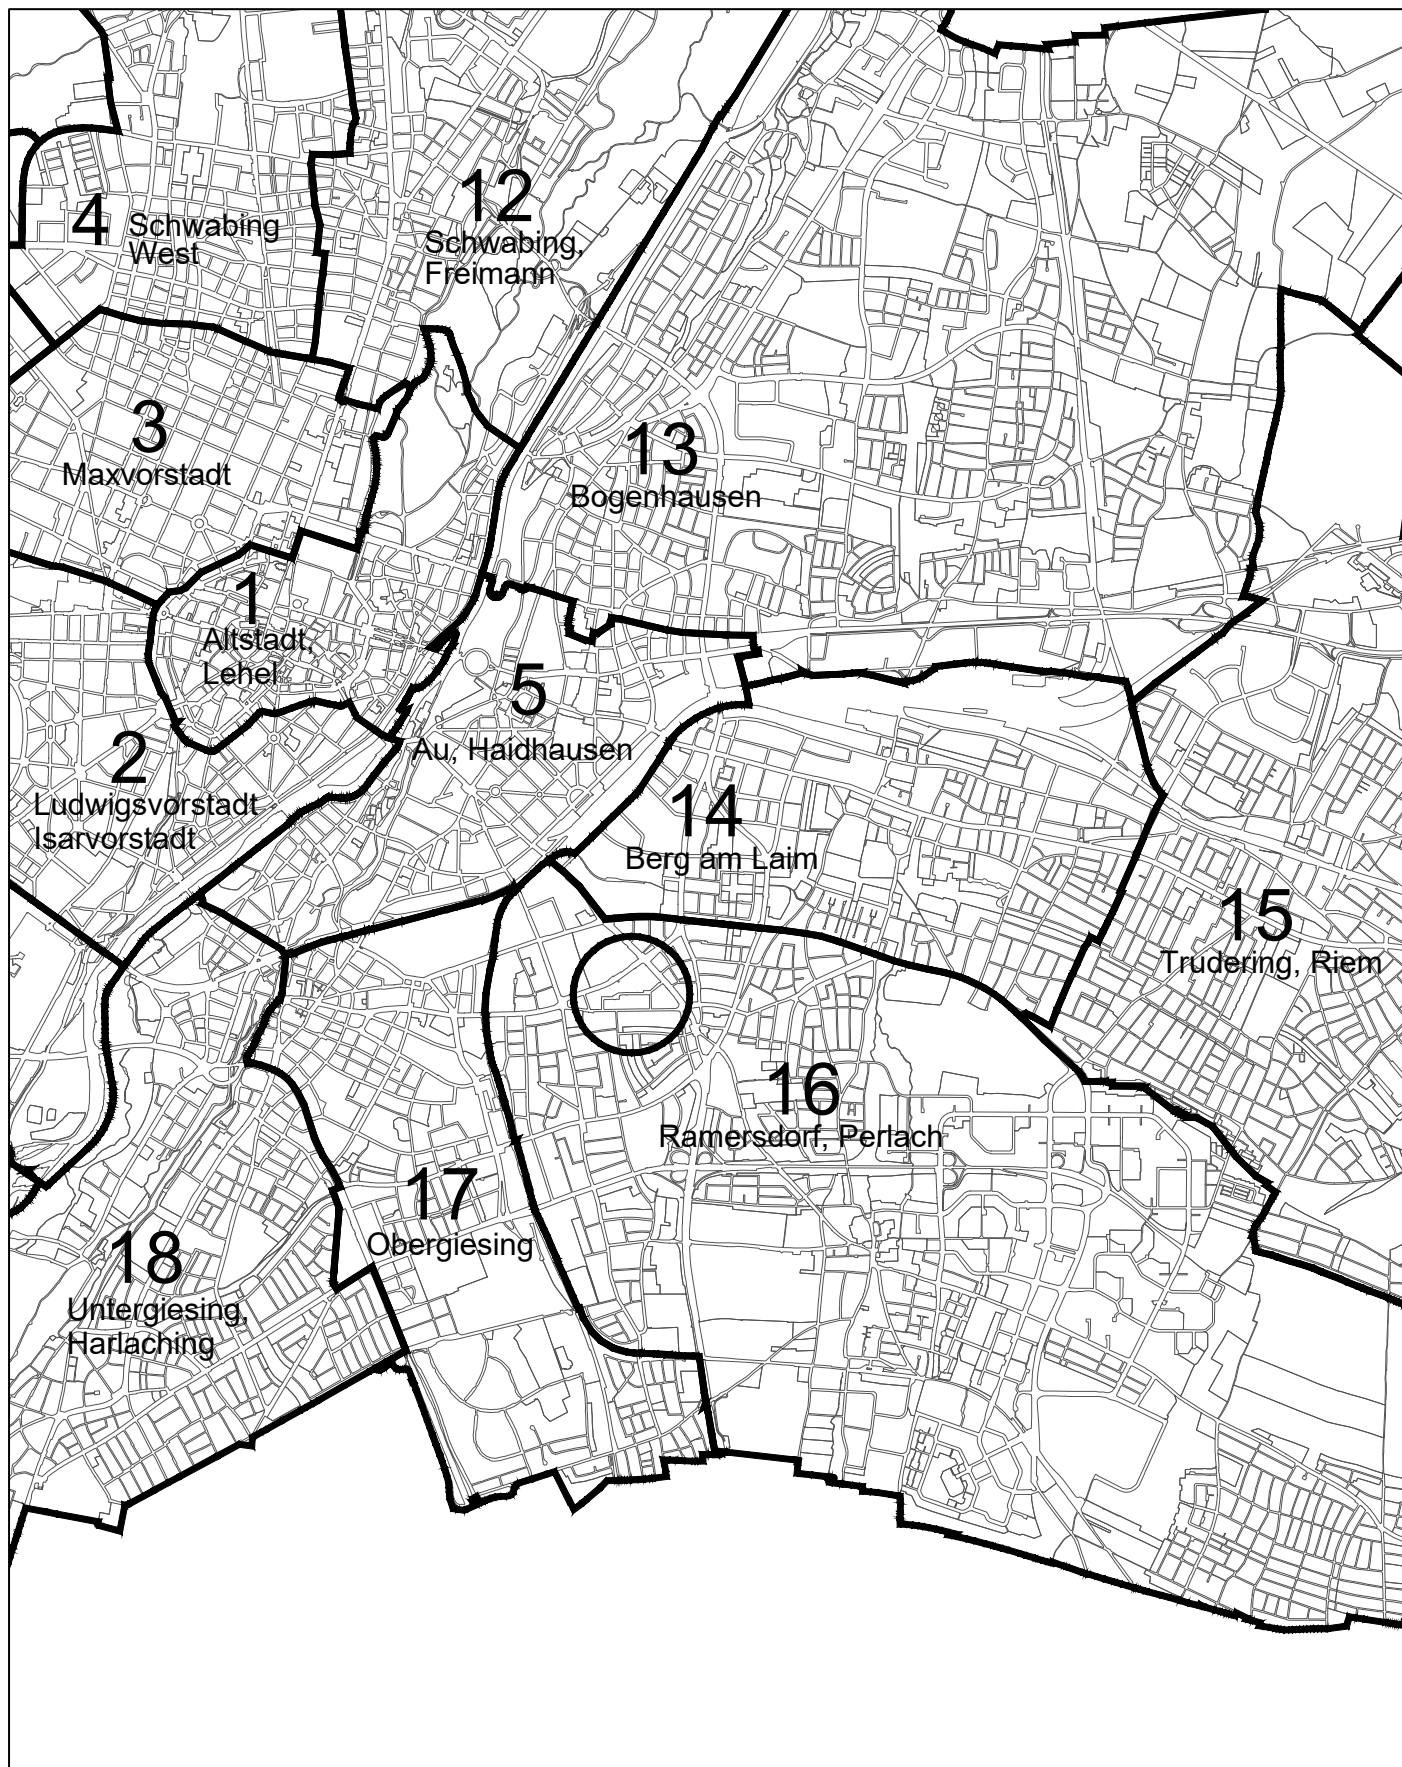 12
Schwabing,
Freimann
4
Schwabing
West
3
Maxvorstadt
13
Bogenhausen
1
Altstadt,
Lehel
5
Au, Haidhausen
2
Ludwigsvorstadt
Isarvorstadt
14
Berg am Laim
15
Trudering, Riem
16
Ramersdorf, Perlach
17
Obergiesing
18
Untergiesing,
Harlaching